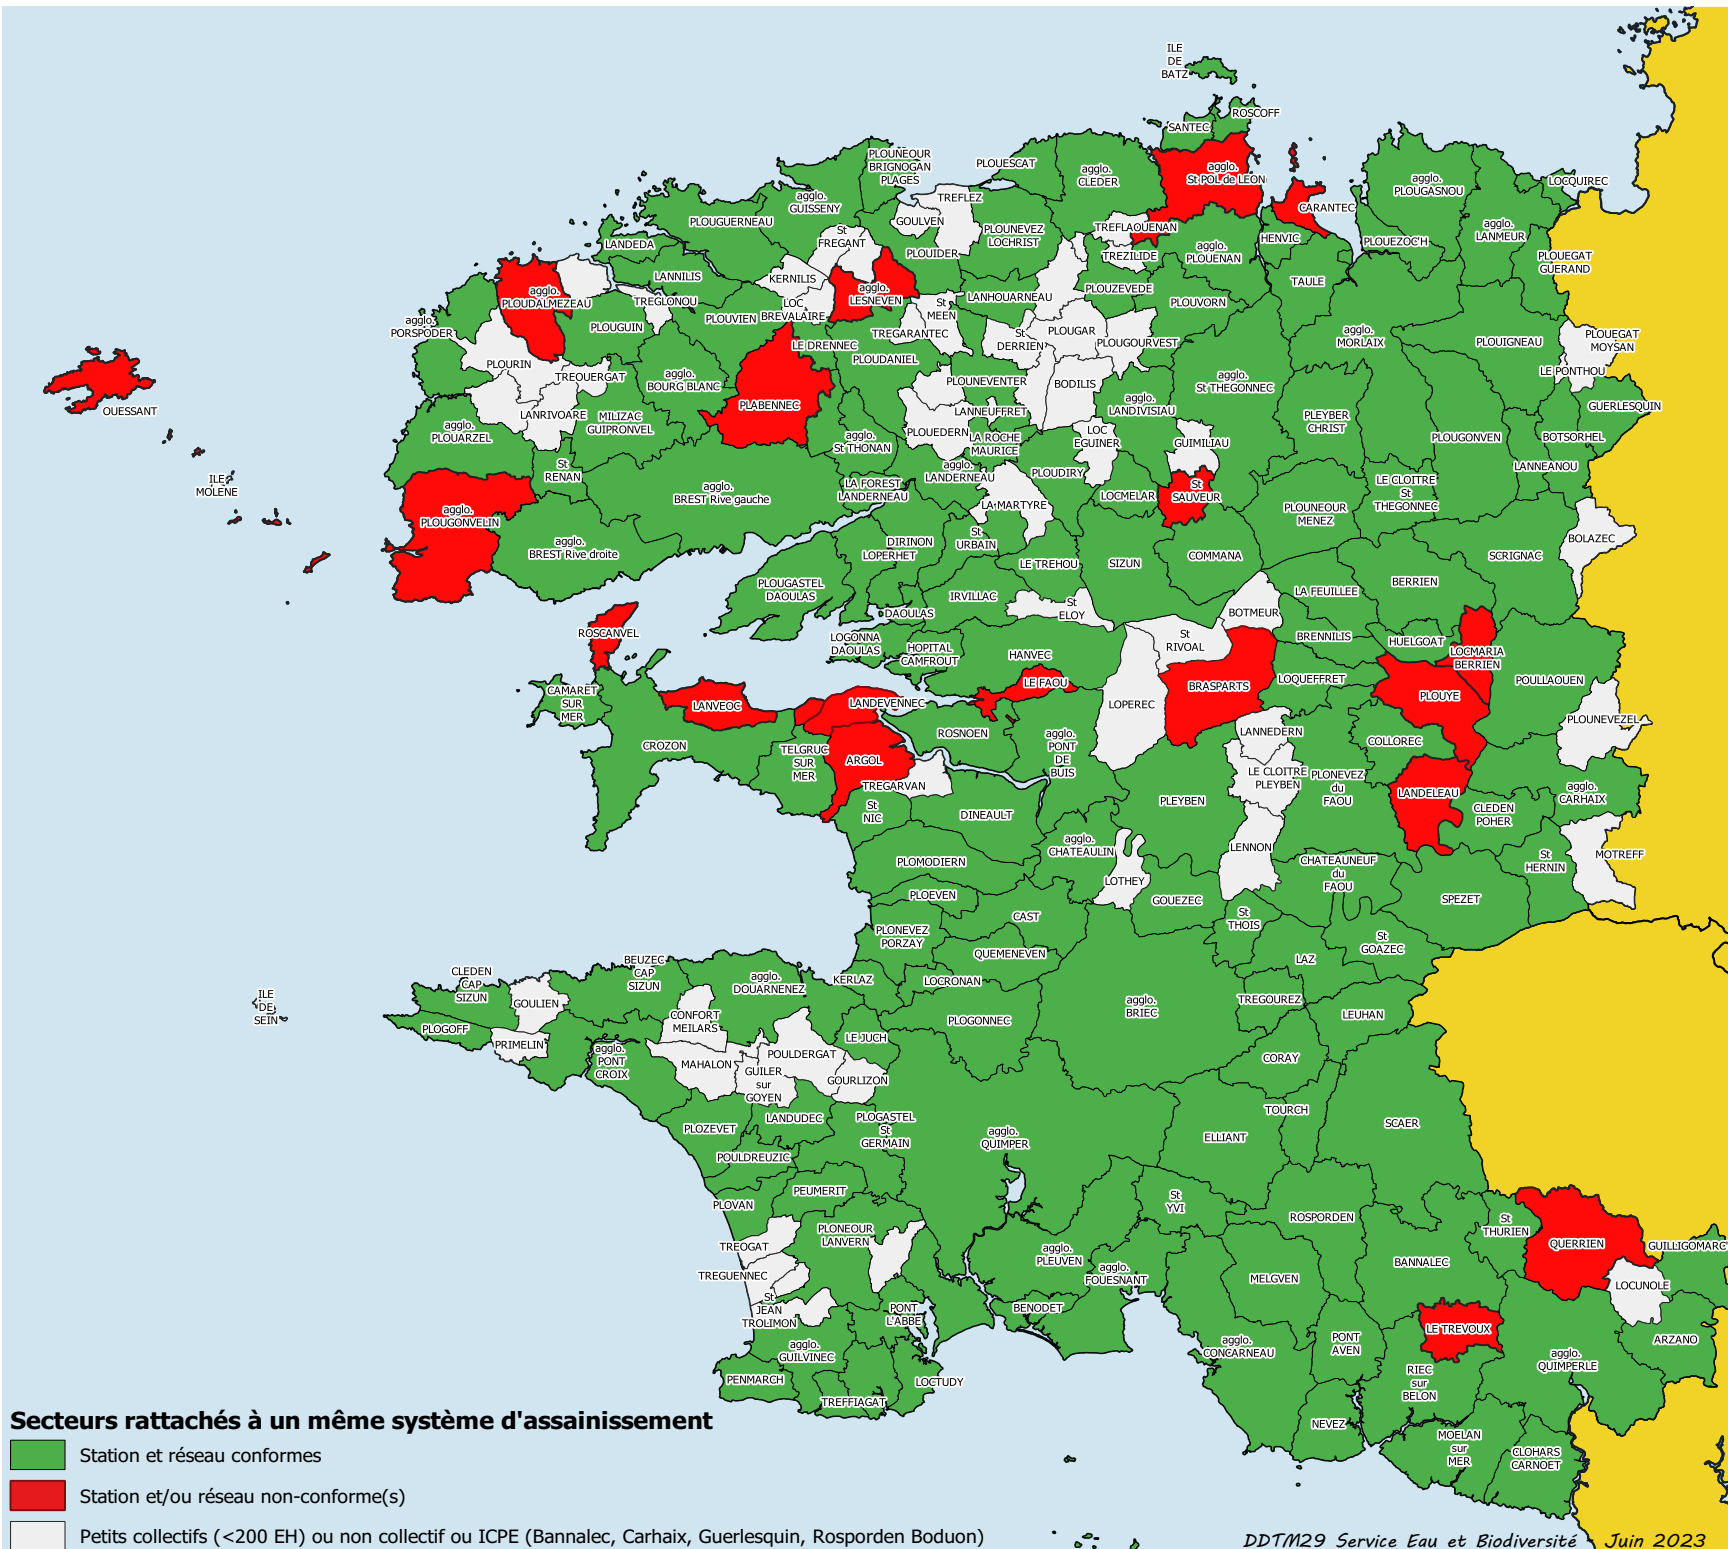 ILE
DE
BATZ
ROSCOFF
SANTEC
PLOUNEOUR
BRIGNOGAN
PLAGES
PLOUESCAT
agglo.
CLEDER
agglo.
St POL de LEON
agglo.
PLOUGASNOU
LOCQUIREC
agglo.
GUISSENY
TREFLEZ
CARANTEC
PLOUGUERNEAU
GOULVEN
PLOUNEVEZ
LOCHRIST
TREFLAOUENAN
HENVIC
PLOUEZOC'H
agglo.
LANMEUR
LANDEDA
St
FREGANT
PLOUIDER
TREZILIDE
agglo.
PLOUENAN
PLOUEGAT
GUERAND
LANNILIS
KERNILIS
agglo.
LESNEVEN
TAULE
agglo.
PLOUDALMEZEAU
TREGLONOU
LOC
BREVALAIRE
LANHOUARNEAU
PLOUZEVEDE
PLOUVORN
agglo.
PORSPODER
PLOUGUIN
PLOUVIEN
St
MEEN
TREGARANTEC
St
DERRIEN
PLOUGAR
PLOUGOURVEST
agglo.
MORLAIX
PLOUIGNEAU
PLOUEGAT
MOYSAN
PLOURIN
LE DRENNEC
PLOUDANIEL
LE PONTHOU
TREOUERGAT
agglo.
BOURG BLANC
PLOUNEVENTER
BODILIS
agglo.
St THEGONNEC
OUESSANT
PLABENNEC
LANRIVOARE
MILIZAC
GUIPRONVEL
LANNEUFFRET
agglo.
LANDIVISIAU
PLEYBER
CHRIST
GUERLESQUIN
agglo.
PLOUARZEL
agglo.
St THONAN
PLOUEDERN
LA ROCHE
MAURICE
LOC
EGUINER
GUIMILIAU
PLOUGONVEN
BOTSORHEL
St
RENAN
agglo.
LANDERNEAU
PLOUDIRY
LANNEANOU
ILE
MOLENE
agglo.
BREST Rive gauche
LA FOREST
LANDERNEAU
LA MARTYRE
LOCMELAR
St
SAUVEUR
LE CLOITRE
St
THEGONNEC
agglo.
PLOUGONVELIN
PLOUNEOUR
MENEZ
BOLAZEC
agglo.
BREST Rive droite
DIRINON
LOPERHET
St
URBAIN
LE TREHOU
SIZUN
COMMANA
SCRIGNAC
PLOUGASTEL
DAOULAS
IRVILLAC
LA FEUILLEE
BERRIEN
DAOULAS
St
ELOY
BOTMEUR
ROSCANVEL
LOGONNA
DAOULAS
HOPITAL
CAMFROUT
HANVEC
St
RIVOAL
BRENNILIS
HUELGOAT
LOCMARIA
BERRIEN
CAMARET
SUR
MER
LANVEOC
LANDEVENNEC
LE FAOU
LOPEREC
BRASPARTS
LOQUEFFRET
PLOUYE
POULLAOUEN
CROZON
TELGRUC
SUR
MER
ARGOL
ROSNOEN
agglo.
PONT
DE
BUIS
LANNEDERN
COLLOREC
PLOUNEVEZEL
TREGARVAN
LE CLOITRE
PLEYBEN
PLONEVEZ
du
FAOU
LANDELEAU
agglo.
CARHAIX
St
NIC
DINEAULT
PLEYBEN
CLEDEN
POHER
PLOMODIERN
agglo.
CHATEAULIN
LENNON
CHATEAUNEUF
du
FAOU
St
HERNIN
MOTREFF
LOTHEY
PLOEVEN
GOUEZEC
SPEZET
CAST
St
THOIS
PLONEVEZ
PORZAY
QUEMENEVEN
LAZ
St
GOAZEC
CLEDEN
CAP
SIZUN
BEUZEC
CAP
SIZUN
agglo.
DOUARNENEZ
KERLAZ
LOCRONAN
ILE
DE
SEIN
GOULIEN
agglo.
BRIEC
TREGOUREZ
PLOGOFF
CONFORT
MEILARS
PLOGONNEC
LEUHAN
PRIMELIN
agglo.
PONT
CROIX
LE JUCH
MAHALON
POULDERGAT
CORAY
GUILER
sur
GOYEN
GOURLIZON
PLOZEVET
LANDUDEC
PLOGASTEL
St
GERMAIN
agglo.
QUIMPER
TOURCH
ELLIANT
SCAER
POULDREUZIC
PEUMERIT
PLOVAN
St
YVI
ROSPORDEN
St
THURIEN
PLONEOUR
LANVERN
QUERRIEN
GUILLIGOMARC
TREOGAT
agglo.
PLEUVEN
agglo.
FOUESNANT
MELGVEN
BANNALEC
TREGUENNEC
LOCUNOLE
St
JEAN
TROLIMON
PONT
L'ABBE
BENODET
LE TREVOUX
agglo.
GUILVINEC
agglo.
CONCARNEAU
PONT
AVEN
ARZANO
PENMARCH
LOCTUDY
RIEC
sur
BELON
agglo.
QUIMPERLE
TREFFIAGAT
NEVEZ
MOELAN
sur
MER
CLOHARS
CARNOET
Secteurs rattachés à un même système d'assainissement
Station et réseau conformes
Station et/ou réseau non-conforme(s)
Petits collectifs (<200 EH) ou non collectif ou ICPE (Bannalec, Carhaix, Guerlesquin, Rosporden Boduon)
DDTM29 Service Eau et Biodiversité Juin 2023